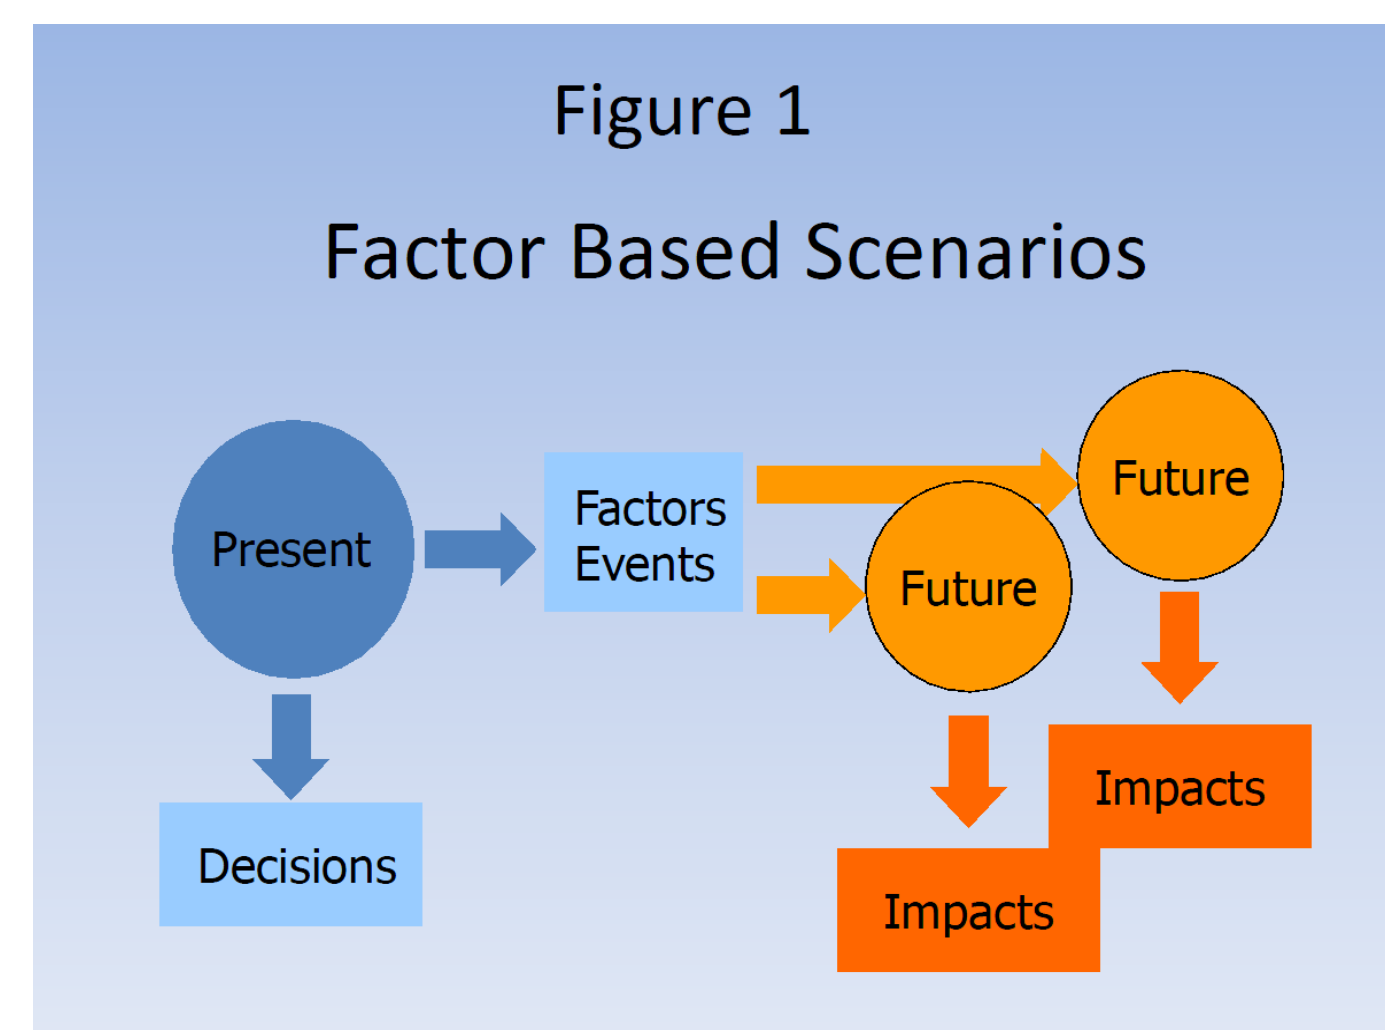 Figure 1
Factor Based Scenarios
Present
Factors
Events
Future
Future
Decisions
Impacts
Impacts